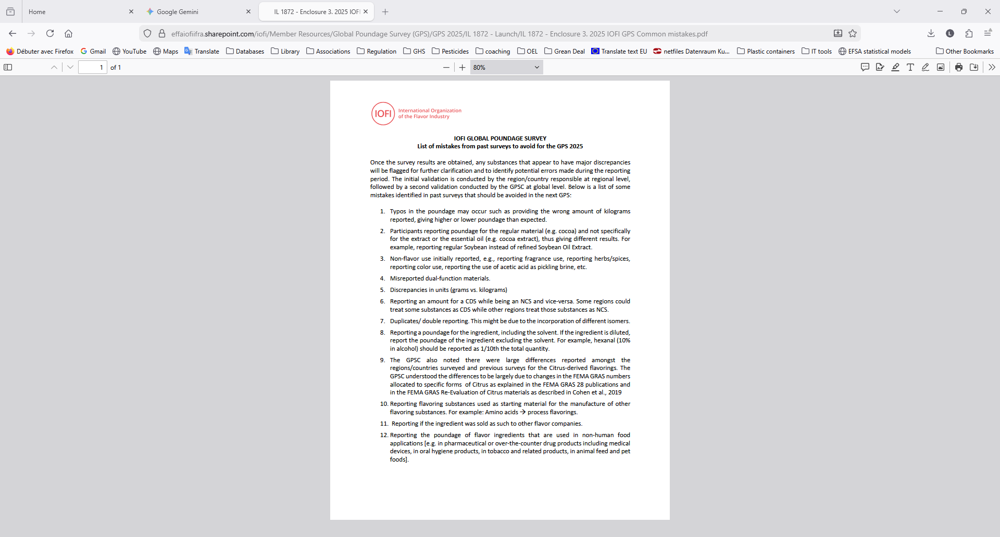 Home
Google Gemini
IL 1872 - Enclosure 3. 2025 IOFI
effaiofiifra.sharepoint.com/iofi/Member Resources/Global Poundage Survey (GPS)/GPS 2025/IL 1872 - Launch/IL 1872 - Enclosure 3. 2025 IOFI GPS Common mistakes.pdf
L
Débuter avec Firefox
Gmail
YouTube
Maps
Translate
Databases
Library
Associations
Regulation
GHS
Pesticides
coaching
OEL
Grean Deal
Translate text EU
netfiles Datenraum Ku...
Plastic containers
IT tools
EFSA statistical models
Other Bookmarks
1 of 1
80%
IOFI
International Organization
of the Flavor Industry
IOFI GLOBAL POUNDAGE SURVEY
List of mistakes from past surveys to avoid for the GPS 2025
Once the survey results are obtained, any substances that appear to have major discrepancies
will be flagged for further clarification and to identify potential errors made during the reporting
period. The initial validation is conducted by the region/country responsible at regional level,
followed by a second validation conducted by the GPSC at global level. Below is a list of some
mistakes identified in past surveys that should be avoided in the next GPS:
1. Typos in the poundage may occur such as providing the wrong amount of kilograms
reported, giving higher or lower poundage than expected.
2. Participants reporting poundage for the regular material (e.g. cocoa) and not specifically
for the extract or the essential oil (e.g. cocoa extract), thus giving different results. For
example, reporting regular Soybean instead of refined Soybean Oil Extract.
3. Non-flavor use initially reported, e.g., reporting fragrance use, reporting herbs/spices,
reporting color use, reporting the use of acetic acid as pickling brine, etc.
4. Misreported dual-function materials.
5. Discrepancies in units (grams vs. kilograms)
6. Reporting an amount for a CDS while being an NCS and vice-versa. Some regions could
treat some substances as CDS while other regions treat those substances as NCS.
7. Duplicates/ double reporting. This might be due to the incorporation of different isomers.
8. Reporting a poundage for the ingredient, including the solvent. If the ingredient is diluted,
report the poundage of the ingredient excluding the solvent. For example, hexanal (10%
in alcohol) should be reported as 1/10th the total quantity.
9. The GPSC also noted there were large differences reported amongst the
regions/countries surveyed and previous surveys for the Citrus-derived flavorings. The
GPSC understood the differences to be largely due to changes in the FEMA GRAS numbers
allocated to specific forms of Citrus as explained in the FEMA GRAS 28 publications and
in the FEMA GRAS Re-Evaluation of Citrus materials as described in Cohen et al., 2019
10. Reporting flavoring substances used as starting material for the manufacture of other
flavoring substances. For example: Amino acids → process flavorings.
11. Reporting if the ingredient was sold as such to other flavor companies.
12. Reporting the poundage of flavor ingredients that are used in non-human food
applications [e.g. in pharmaceutical or over-the-counter drug products including medical
devices, in oral hygiene products, in tobacco and related products, in animal feed and pet
foods].